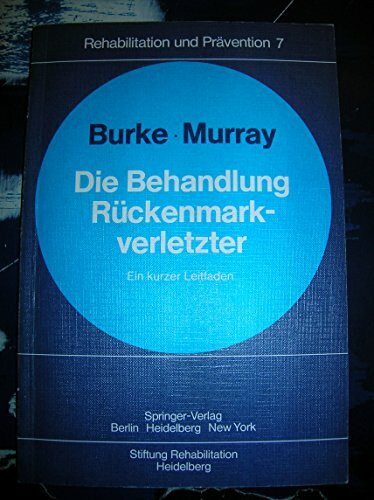 Rehabilitation und Prävention 7
Burke · Murray
Die Behandlung
Rückenmark-
verletzter
Ein kurzer Leitfaden
Springer-Verlag
Berlin Heidelberg New York
Stiftung Rehabilitation
Heidelberg